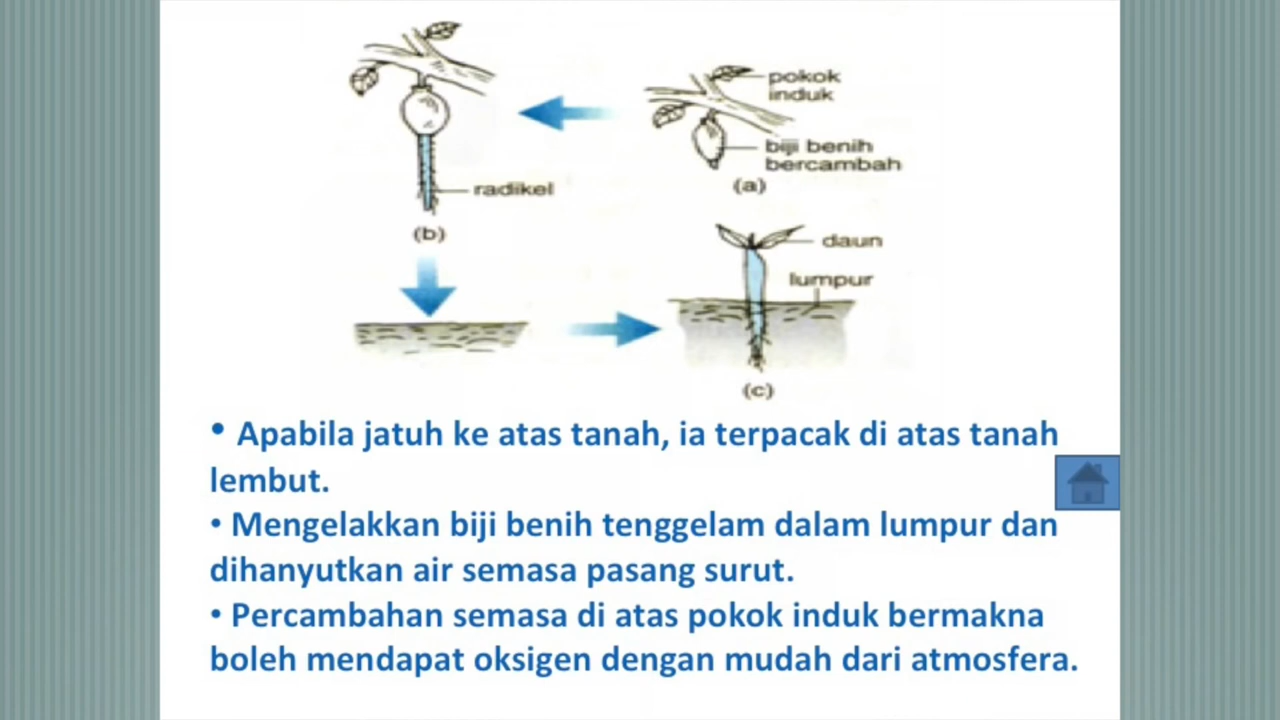 pokok
induk
biji benih
bercambah
(a)
radikel
(b)
daun
lumpur
(c)
• Apabila jatuh ke atas tanah, ia terpacak di atas tanah
lembut.
• Mengelakkan biji benih tenggelam dalam lumpur dan
dihanyutkan air semasa pasang surut.
• Percambahan semasa di atas pokok induk bermakna
boleh mendapat oksigen dengan mudah dari atmosfera.